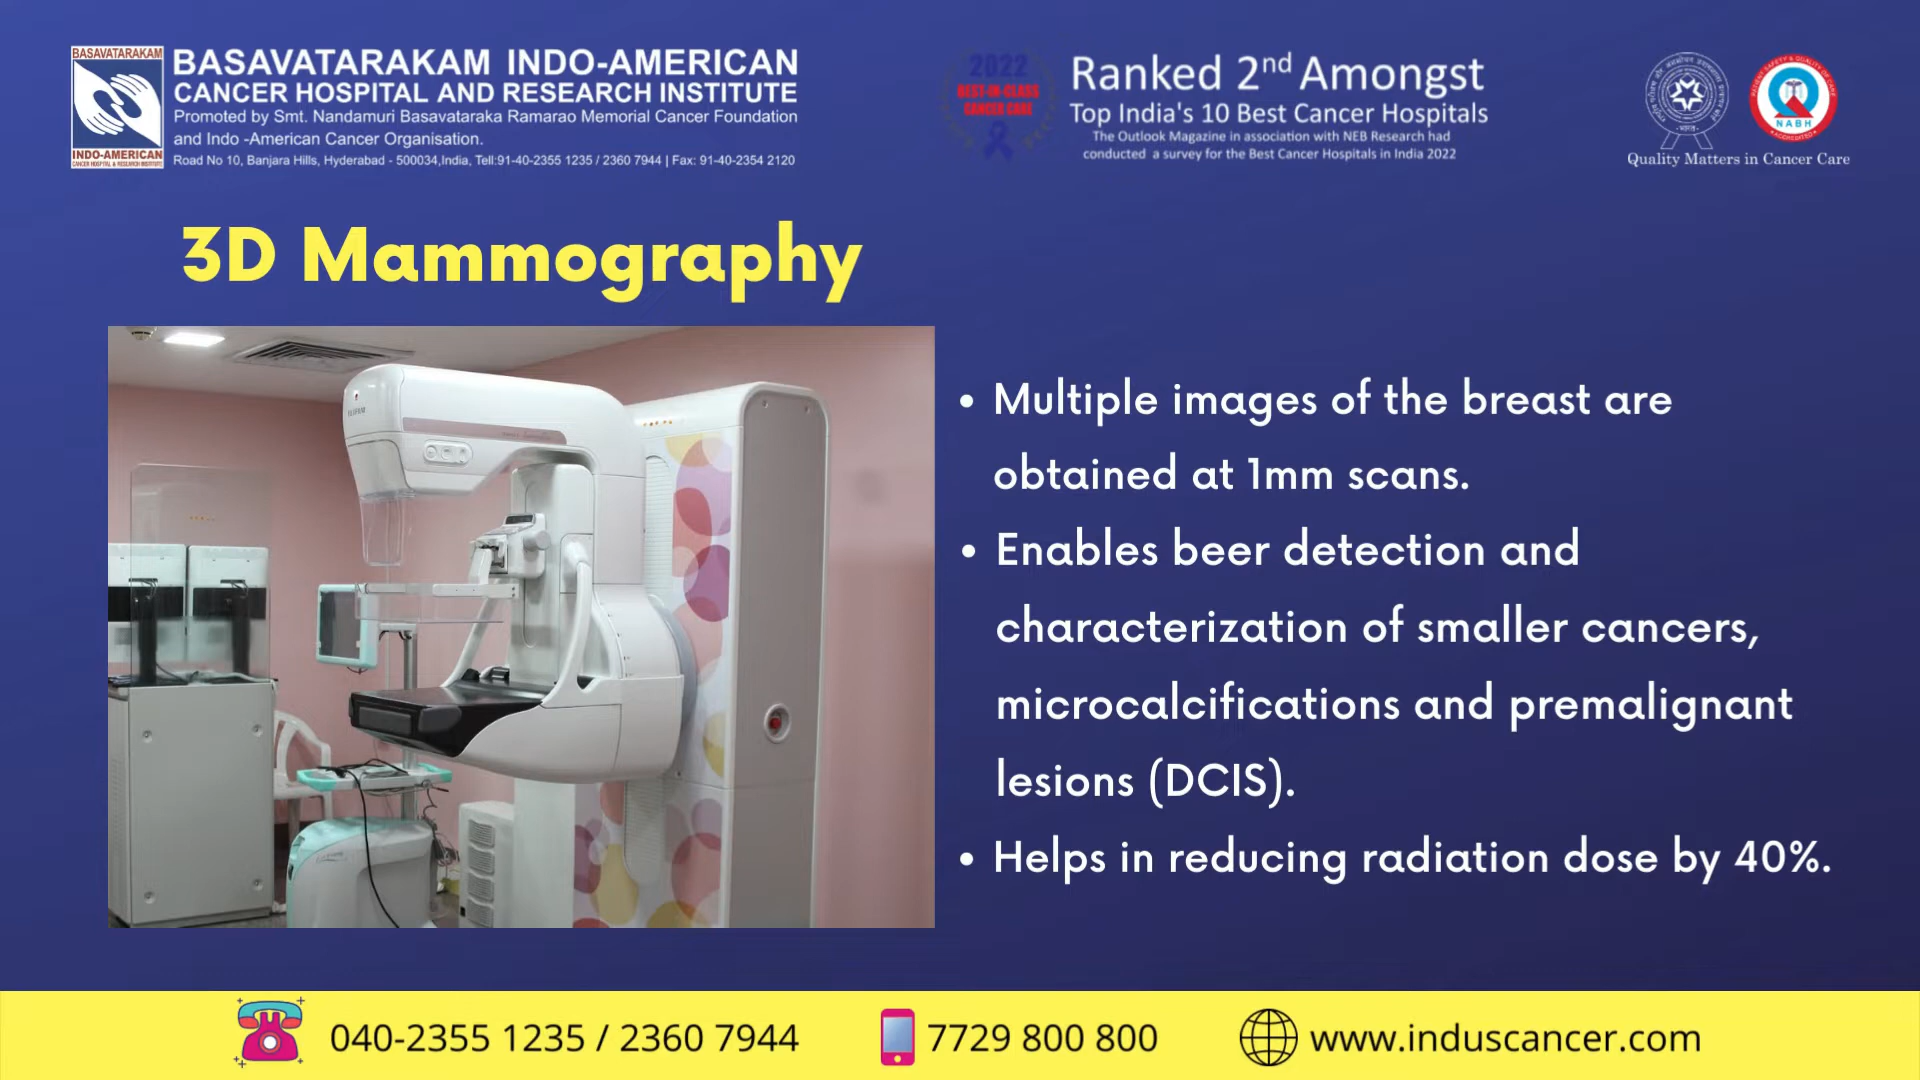 BASAVATARAKAM
INDO-AMERICAN
CANCER HOSPITAL & RESEARCH INSTITUTE
BASAVATARAKAM INDO-AMERICAN
CANCER HOSPITAL AND RESEARCH INSTITUTE
Promoted by Smt. Nandamuri Basavataraka Ramarao Memorial Cancer Foundation
and Indo -American Cancer Organisation.
Road No 10, Banjara Hills, Hyderabad - 500034,India, Tell:91-40-2355 1235 / 2360 7944 | Fax: 91-40-2354 2120
2022
BEST-IN-CLASS
CANCER CARE
Ranked 2nd Amongst
Top India's 10 Best Cancer Hospitals
The Outlook Magazine in association with NEB Research had
conducted a survey for the Best Cancer Hospitals in India 2022
NABH
ACCREDITED
Quality Matters in Cancer Care
3D Mammography
• Multiple images of the breast are
obtained at 1mm scans.
• Enables beer detection and
characterization of smaller cancers,
microcalcifications and premalignant
lesions (DCIS).
• Helps in reducing radiation dose by 40%.
040-2355 1235 / 2360 7944
7729 800 800
www.induscancer.com